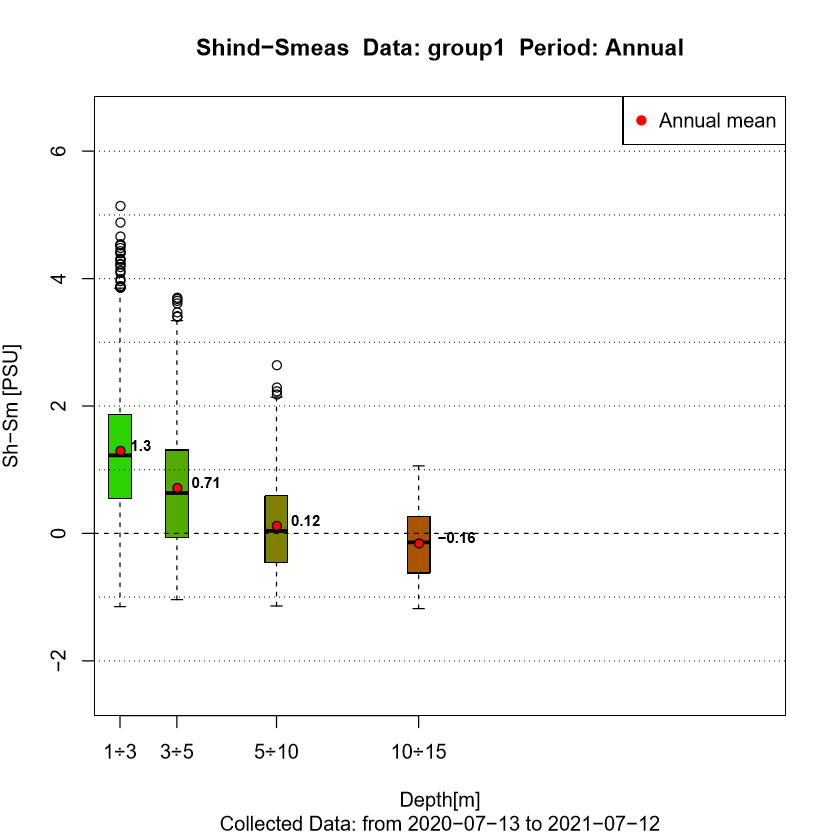 Shind−Smeas  Data: group1  Period: Annual
Annual mean
Sh−Sm [PSU]
6
4
2
0
−2
1.3
0.71
0.12
−0.16
1÷3 3÷5 5÷10 10÷15
Depth[m]
Collected Data: from 2020−07−13 to 2021−07−12